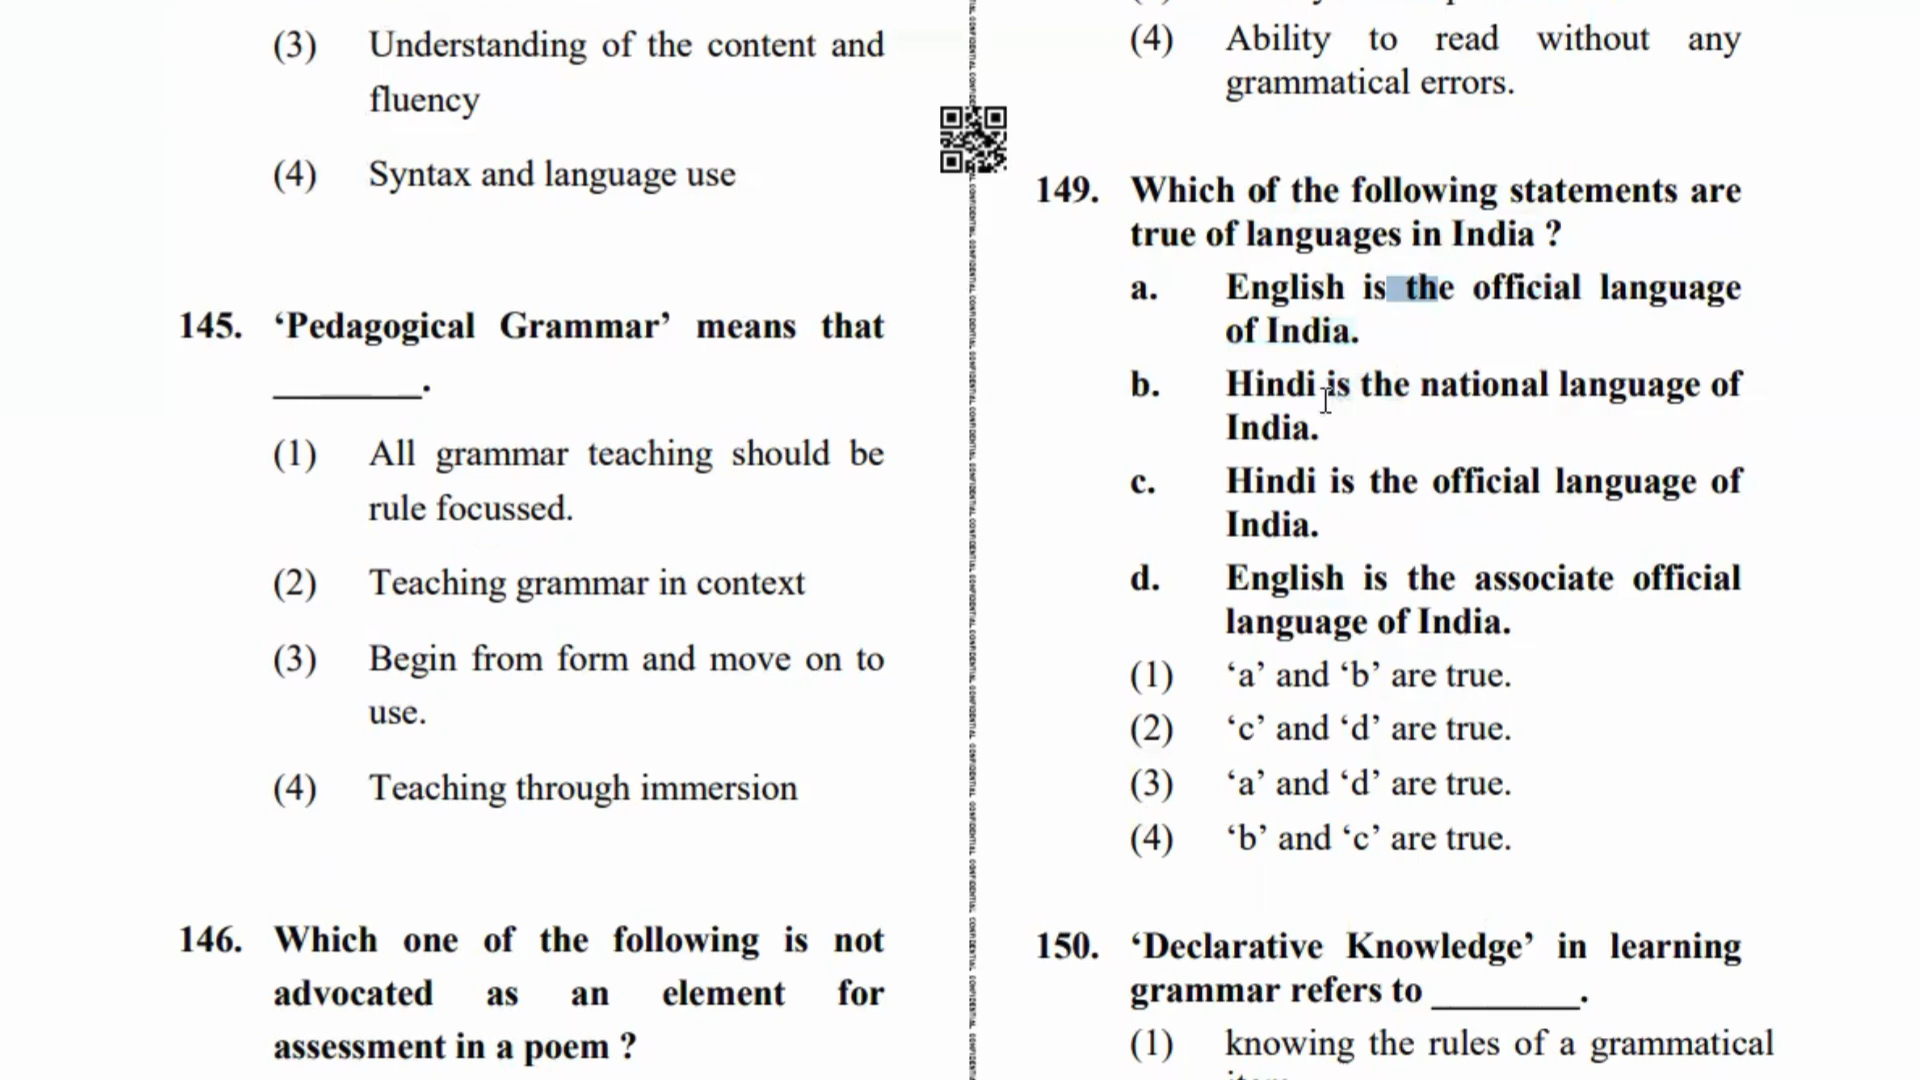 (3) Understanding of the content and
fluency
(4) Syntax and language use
145. ‘Pedagogical Grammar’ means that
________.
(1) All grammar teaching should be
rule focussed.
(2) Teaching grammar in context
(3) Begin from form and move on to
use.
(4) Teaching through immersion
146. Which one of the following is not
advocated as an element for
assessment in a poem ?
(4) Ability to read without any
grammatical errors.
149. Which of the following statements are
true of languages in India ?
a. English is the official language
of India.
b. Hindi is the national language of
India.
c. Hindi is the official language of
India.
d. English is the associate official
language of India.
(1) ‘a’ and ‘b’ are true.
(2) ‘c’ and ‘d’ are true.
(3) ‘a’ and ‘d’ are true.
(4) ‘b’ and ‘c’ are true.
150. ‘Declarative Knowledge’ in learning
grammar refers to ________.
(1) knowing the rules of a grammatical